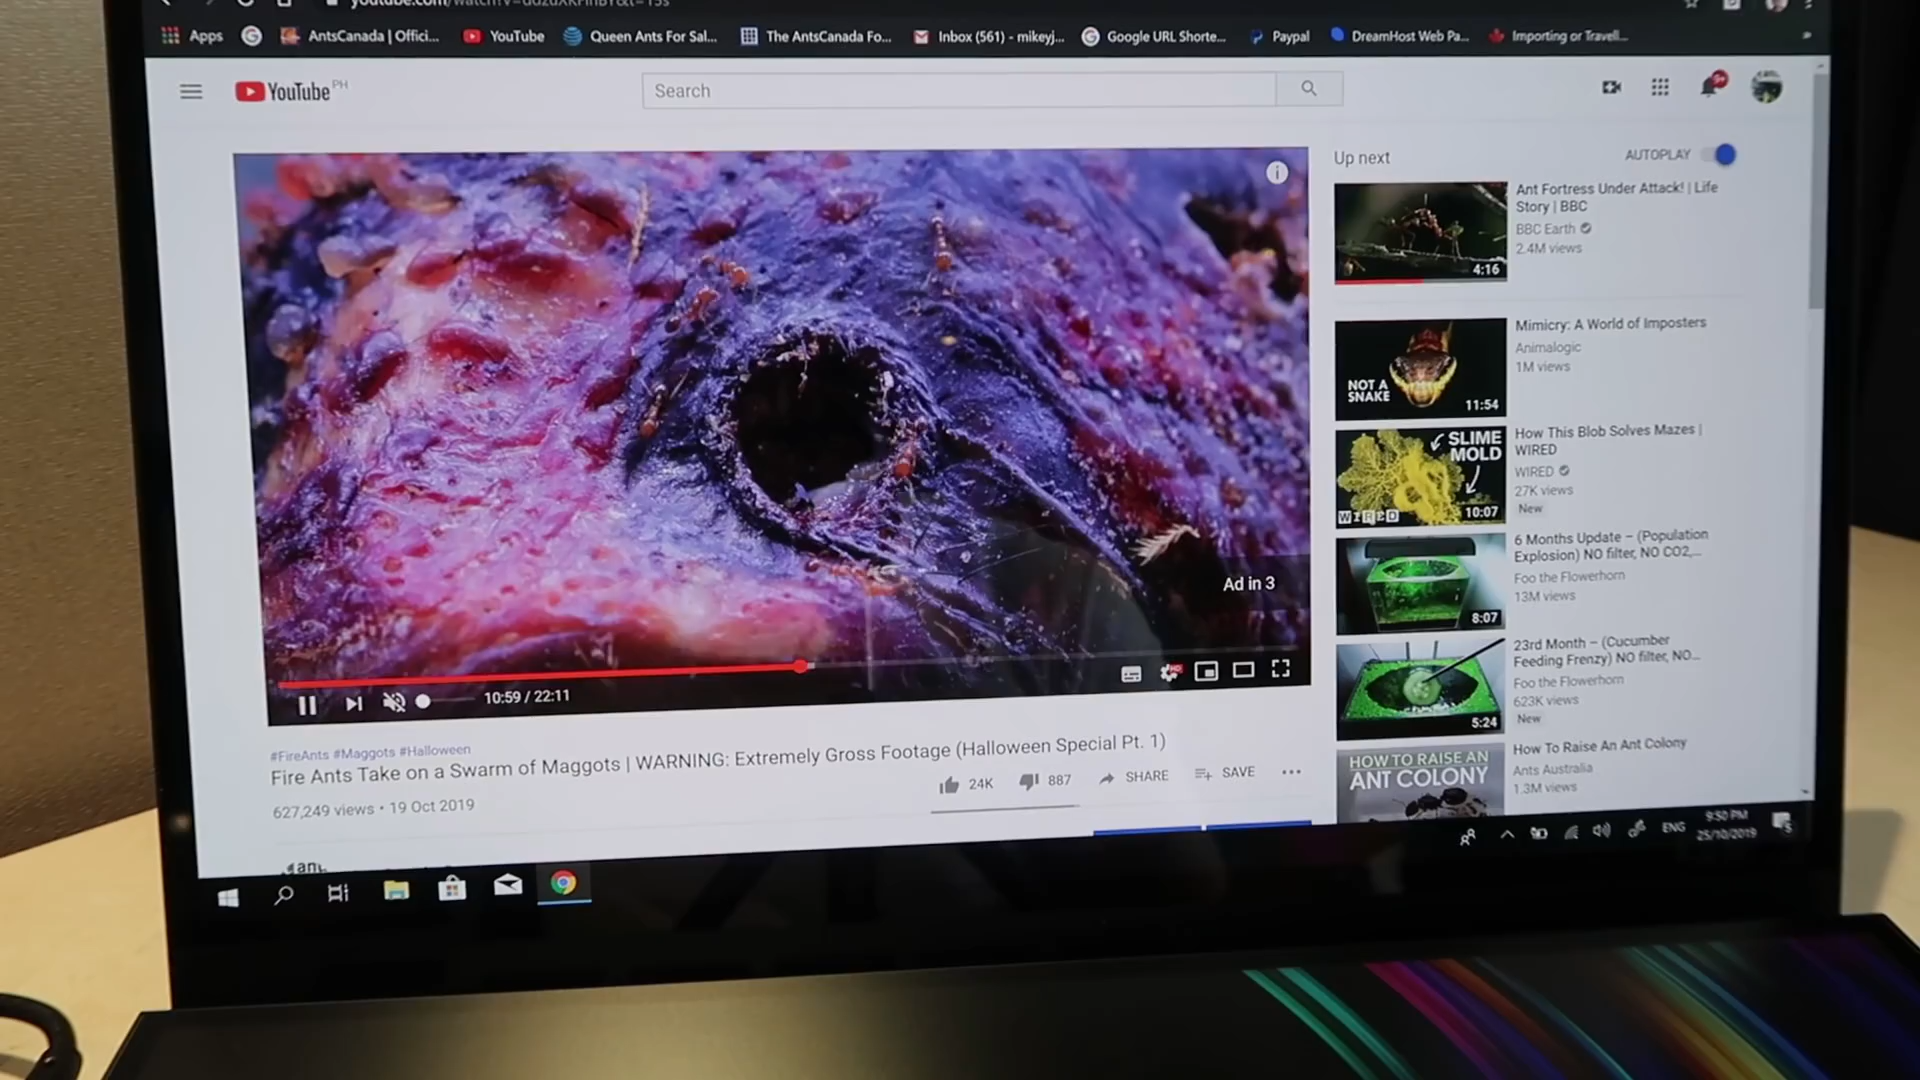 Apps
AntsCanada | Offici...
YouTube
Queen Ants For Sal...
The AntsCanada Fo...
Inbox (561) - mikeyj...
Google URL Shorte...
Paypal
DreamHost Web Pa...
Importing or Travell...
YouTube PH
Search
9+
Up next
AUTOPLAY
Ant Fortress Under Attack! | Life
Story | BBC
BBC Earth
2.4M views
4:16
Mimicry: A World of Imposters
Animalogic
1M views
NOT A
SNAKE
11:54
How This Blob Solves Mazes |
WIRED
WIRED
27K views
New
SLIME
MOLD
WIRED
10:07
6 Months Update – (Population
Explosion) NO filter, NO CO2,...
Foo the Flowerhorn
13M views
8:07
23rd Month – (Cucumber
Feeding Frenzy) NO filter, NO...
Foo the Flowerhorn
623K views
New
5:24
How To Raise An Ant Colony
Ants Australia
1.3M views
HOW TO RAISE AN
ANT COLONY
Ad in 3
10:59 / 22:11
HD
#FireAnts #Maggots #Halloween
Fire Ants Take on a Swarm of Maggots | WARNING: Extremely Gross Footage (Halloween Special Pt. 1)
627,249 views • 19 Oct 2019
24K
887
SHARE
SAVE
ENG
9:50 PM
25/10/2019